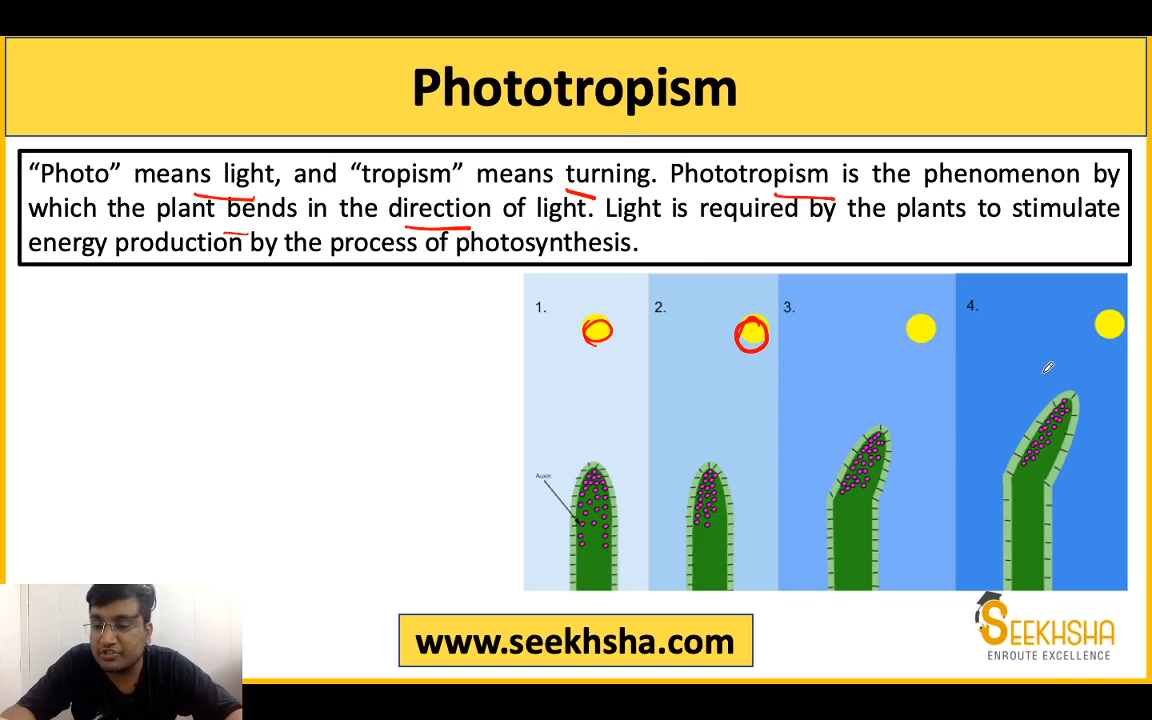 Phototropism
“Photo” means light, and “tropism” means turning. Phototropism is the phenomenon by
which the plant bends in the direction of light. Light is required by the plants to stimulate
energy production by the process of photosynthesis.
1.
2.
3.
4.
Auxin
www.seekhsha.com
SEEKHSHA
ENROUTE EXCELLENCE